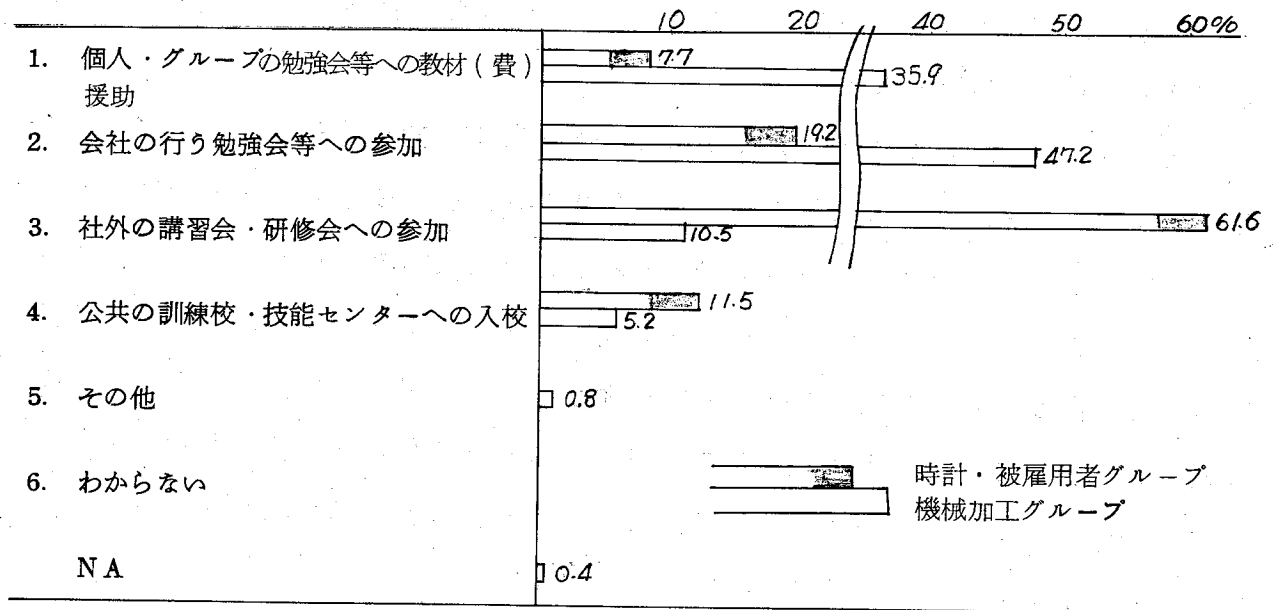 10 20 40 50 60%
1. 個人・グループの勉強会等への教材(費)
援助
7.7
35.9
2. 会社の行う勉強会等への参加
19.2
47.2
3. 社外の講習会・研修会への参加
61.6
10.5
4. 公共の訓練校・技能センターへの入校
11.5
5.2
5. その他
0.8
6. わからない
時計・被雇用者グループ
機械加工グループ
NA
0.4